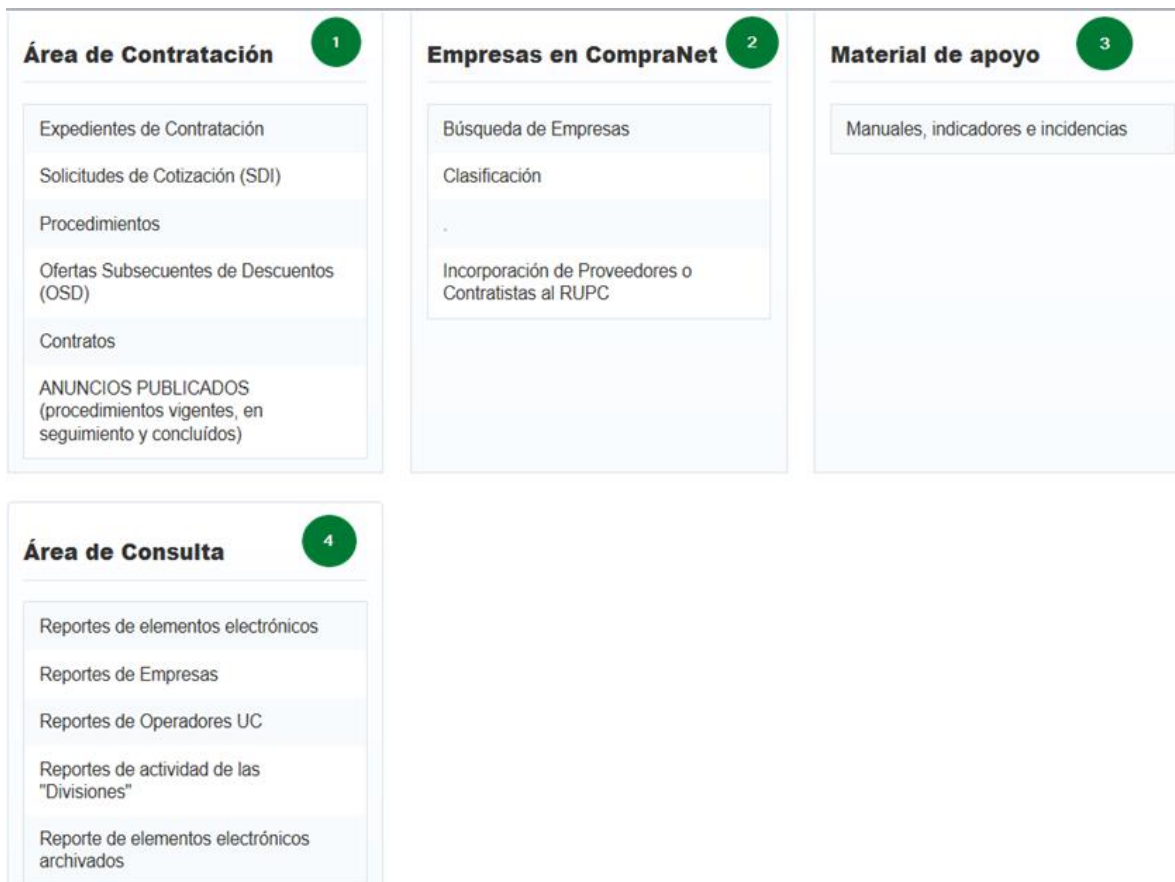 Área de Contratación
1
Expedientes de Contratación
Solicitudes de Cotización (SDI)
Procedimientos
Ofertas Subsecuentes de Descuentos
(OSD)
Contratos
ANUNCIOS PUBLICADOS
(procedimientos vigentes, en
seguimiento y concluídos)
Empresas en CompraNet
2
Búsqueda de Empresas
Clasificación
.
Incorporación de Proveedores o
Contratistas al RUPC
Material de apoyo
3
Manuales, indicadores e incidencias
Área de Consulta
4
Reportes de elementos electrónicos
Reportes de Empresas
Reportes de Operadores UC
Reportes de actividad de las
"Divisiones"
Reporte de elementos electrónicos
archivados